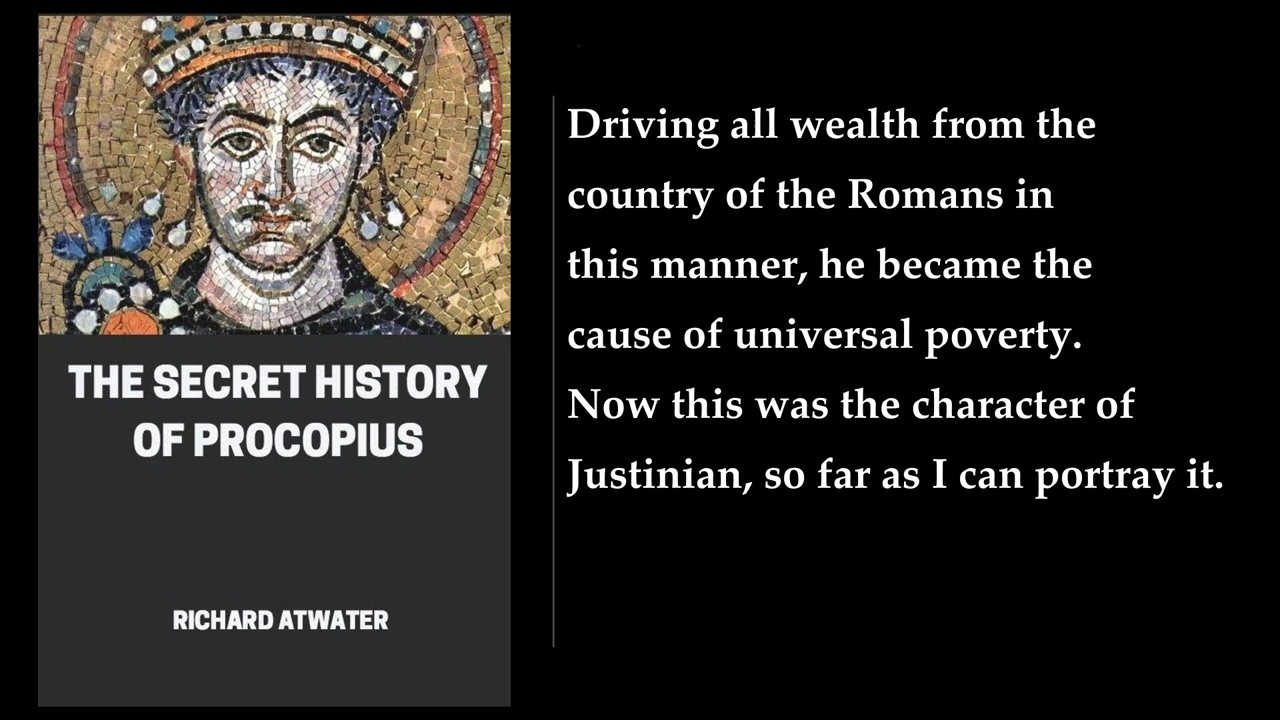 THE SECRET HISTORY
OF PROCOPIUS
RICHARD ATWATER
Driving all wealth from the
country of the Romans in
this manner, he became the
cause of universal poverty.
Now this was the character of
Justinian, so far as I can portray it.